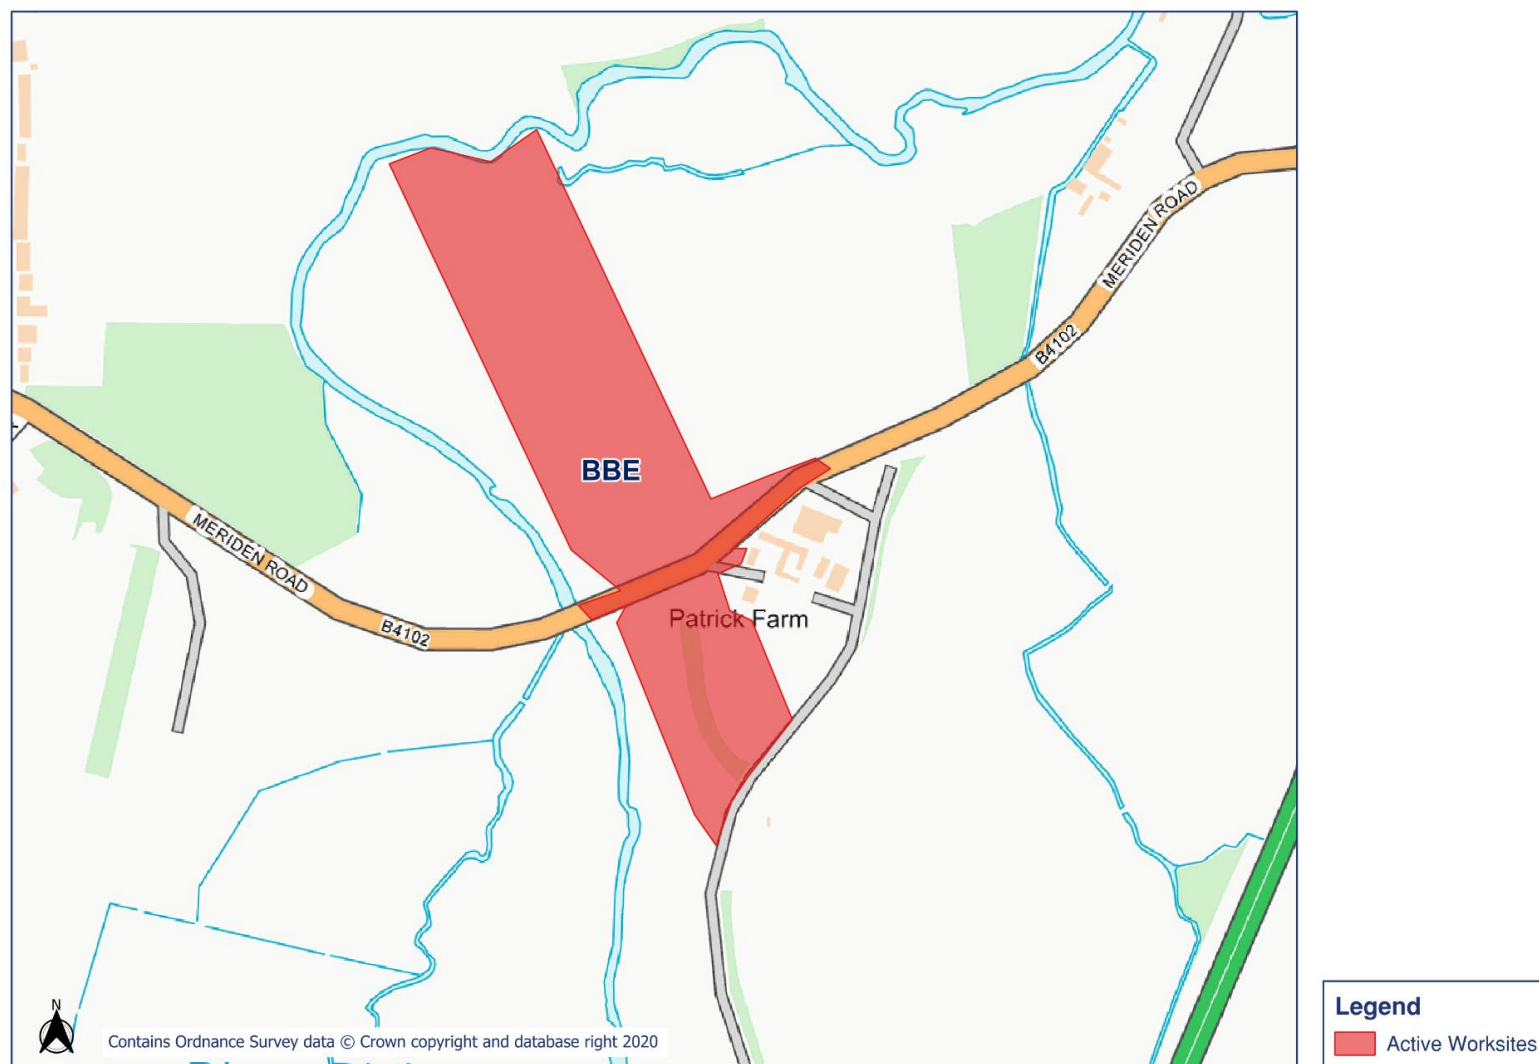 MERIDEN ROAD
B4102
BBE
MERIDEN ROAD
B4102
Patrick Farm
N
Contains Ordnance Survey data © Crown copyright and database right 2020
Legend
Active Worksites